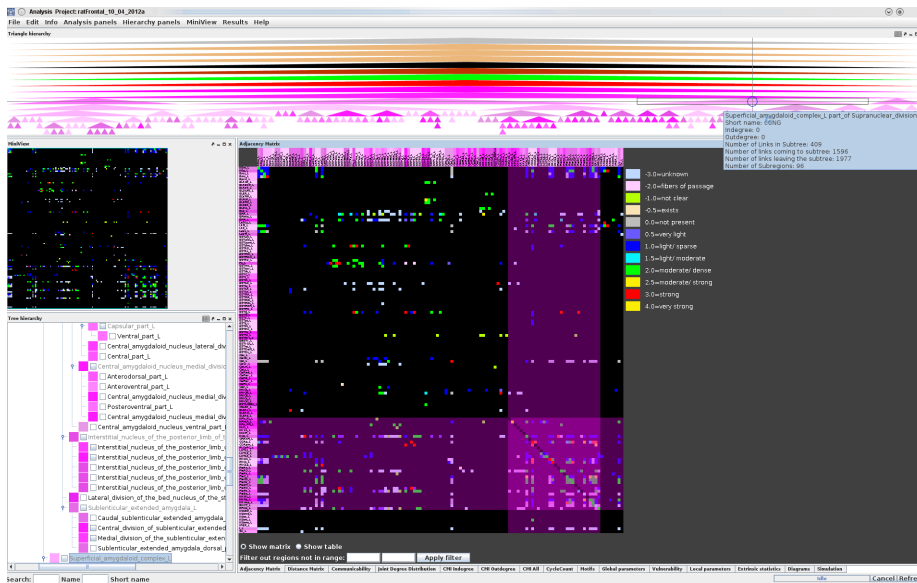 Analysis Project: ratFrontal_10_04_2012a
File Edit Info Analysis panels Hierarchy panels MiniView Results Help
Triangle hierarchy
Superficial_amygdaloid_complex_L part_of Supranuclear_division
Short name:
Indegree: 0
Outdegree: 0
Number of Links in Subtree: 409
Number of links coming to subtree: 1596
Number of links leaving the subtree: 1977
Number of Subregions: 96
MiniView
Adjacency Matrix
-3.0=unknown
-2.0=fibers of passage
-1.0=not clear
-0.5=exists
0.0=not present
0.5=very light
1.0=light/ sparse
1.5=light/ moderate
2.0=moderate/ dense
2.5=moderate/ strong
3.0=strong
4.0=very strong
Tree hierarchy
Capsular_part_L
Ventral_part_L
Central_amygdaloid_nucleus_lateral_div
Central_part_L
Central_amygdaloid_nucleus_medial_divisio
Anterodorsal_part_L
Anteroventral_part_L
Central_amygdaloid_nucleus_medial_div
Posteroventral_part_L
Central_amygdaloid_nucleus_medial_div
Central_amygdaloid_nucleus_ventral_part_
Interstitial_nucleus_of_the_posterior_limb_of_t
Interstitial_nucleus_of_the_posterior_limb_
Interstitial_nucleus_of_the_posterior_limb_
Interstitial_nucleus_of_the_posterior_limb_
Interstitial_nucleus_of_the_posterior_limb_
Lateral_division_of_the_bed_nucleus_of_the_st
Sublenticular_extended_amygdala_L
Caudal_sublenticular_extended_amygdala_
Central_division_of_sublenticular_extended
Medial_division_of_the_sublenticular_exten
Sublenticular_extended_amygdala_dorsal_p
Superficial_amygdaloid_complex_L
Show matrix Show table
Filter out regions not in range: Apply filter
Adjacency Matrix Distance Matrix Communicability Joint Degree Distribution CMI Indegree CMI Outdegree CMI All CycleCount Motifs Global parameters Vulnerability Local parameters Extrinsic statistics Diagrams Simulation
Search: Name Short name
Idle Cancel Refre